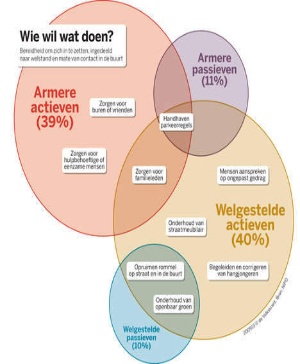 Wie wil wat doen?
Bereidheid om zich in te zetten, ingedeeld
naar welstand en mate van contact in de buurt
Armere
passieven
(11%)
Armere
actieven
(39%)
Zorgen voor
buren of vrienden
Handhaven
parkeerregels
Zorgen voor
hulpbehoeftige of
eenzame mensen
Zorgen voor
familieleden
Mensen aanspreken
op ongepast gedrag
Welgestelde
actieven
(40%)
Onderhoud van
straatmeubilair
Opruimen rommel
op straat en in de buurt
Begeleiden en corrigeren
van hangjongeren
Onderhoud van
openbaar groen
Welgestelde
passieven
(10%)